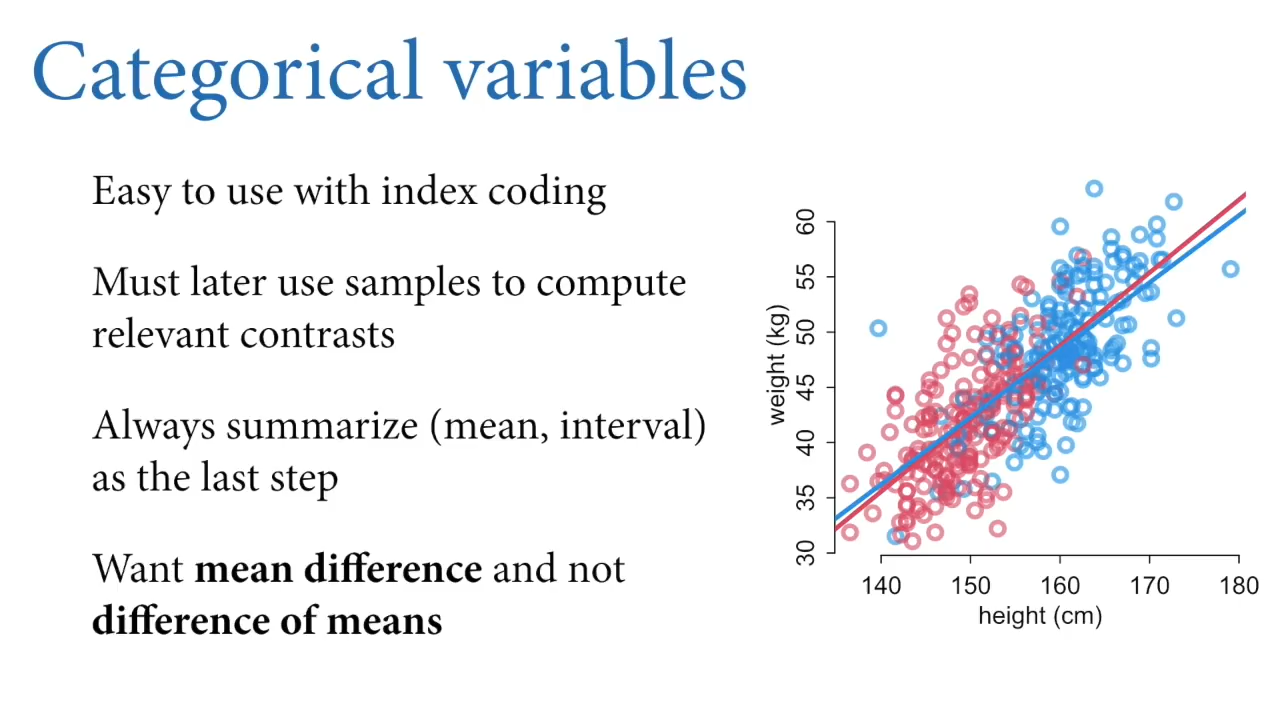 Categorical variables
Easy to use with index coding
Must later use samples to compute
relevant contrasts
Always summarize (mean, interval)
as the last step
Want mean difference and not
difference of means
60
55
50
45
40
35
30
weight (kg)
140 150 160 170 180
height (cm)